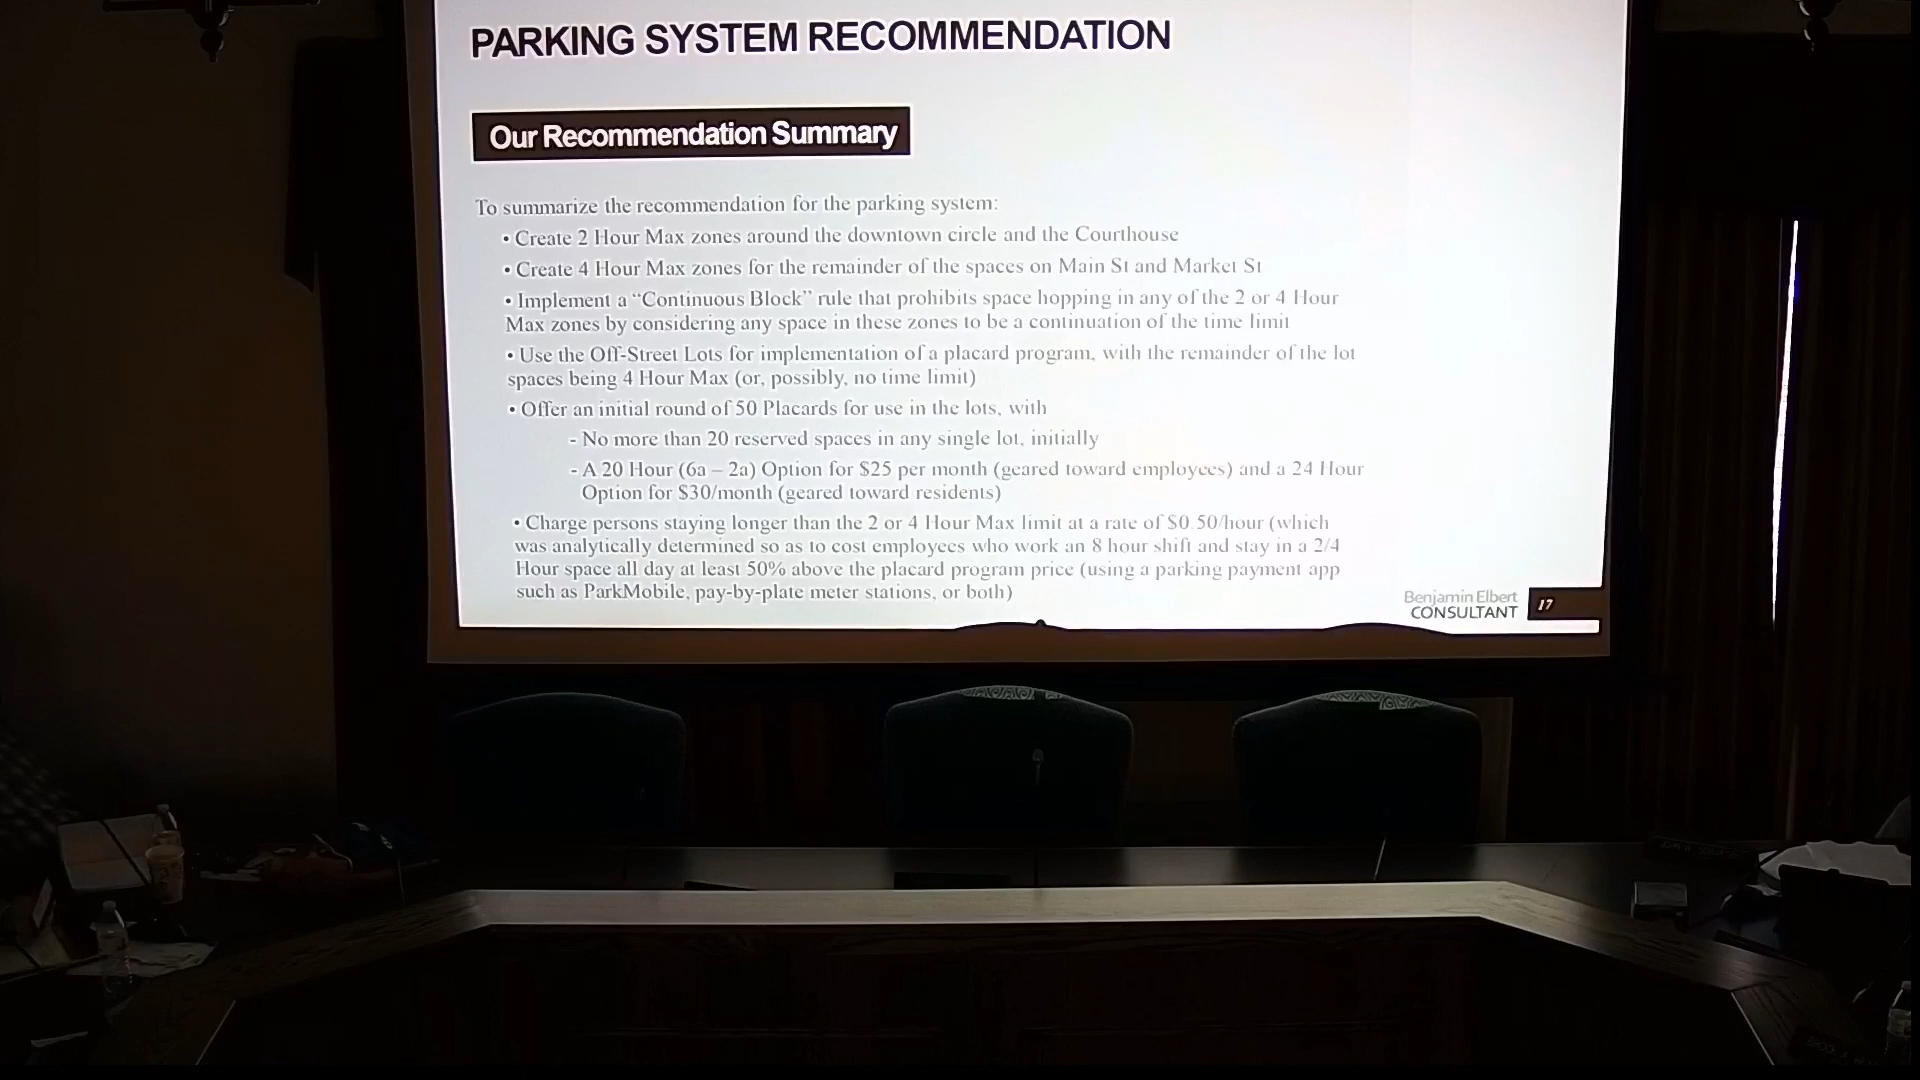 PARKING SYSTEM RECOMMENDATION
Our Recommendation Summary
To summarize the recommendation for the parking system:
• Create 2 Hour Max zones around the downtown circle and the Courthouse
• Create 4 Hour Max zones for the remainder of the spaces on Main St and Market St
• Implement a “Continuous Block” rule that prohibits space hopping in any of the 2 or 4 Hour
Max zones by considering any space in these zones to be a continuation of the time limit
• Use the Off-Street Lots for implementation of a placard program, with the remainder of the lot
spaces being 4 Hour Max (or, possibly, no time limit)
• Offer an initial round of 50 Placards for use in the lots, with
- No more than 20 reserved spaces in any single lot, initially
- A 20 Hour (6a – 2a) Option for $25 per month (geared toward employees) and a 24 Hour
Option for $30/month (geared toward residents)
• Charge persons staying longer than the 2 or 4 Hour Max limit at a rate of $0.50/hour (which
was analytically determined so as to cost employees who work an 8 hour shift and stay in a 2/4
Hour space all day at least 50% above the placard program price (using a parking payment app
such as ParkMobile, pay-by-plate meter stations, or both)
Benjamin Elbert
CONSULTANT
17